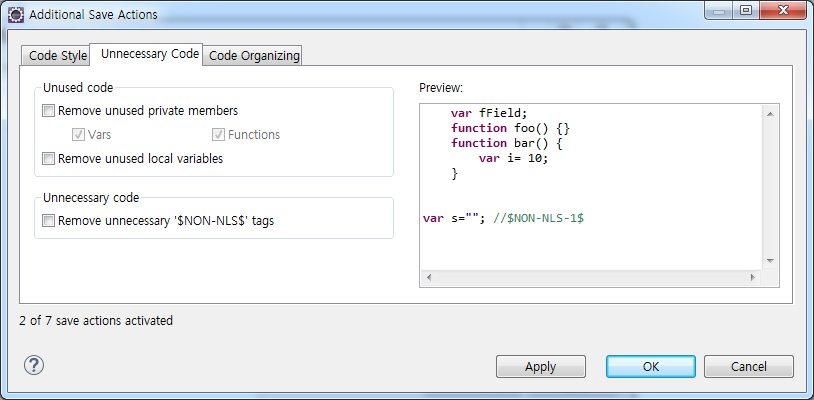 Additional Save Actions
Code Style
Unnecessary Code
Code Organizing
Unused code
Remove unused private members
Vars
Functions
Remove unused local variables
Unnecessary code
Remove unnecessary '$NON-NLS$' tags
Preview:
var fField;
function foo() {}
function bar() {
var i= 10;
}
var s=""; //$NON-NLS-1$
2 of 7 save actions activated
?
Apply
OK
Cancel